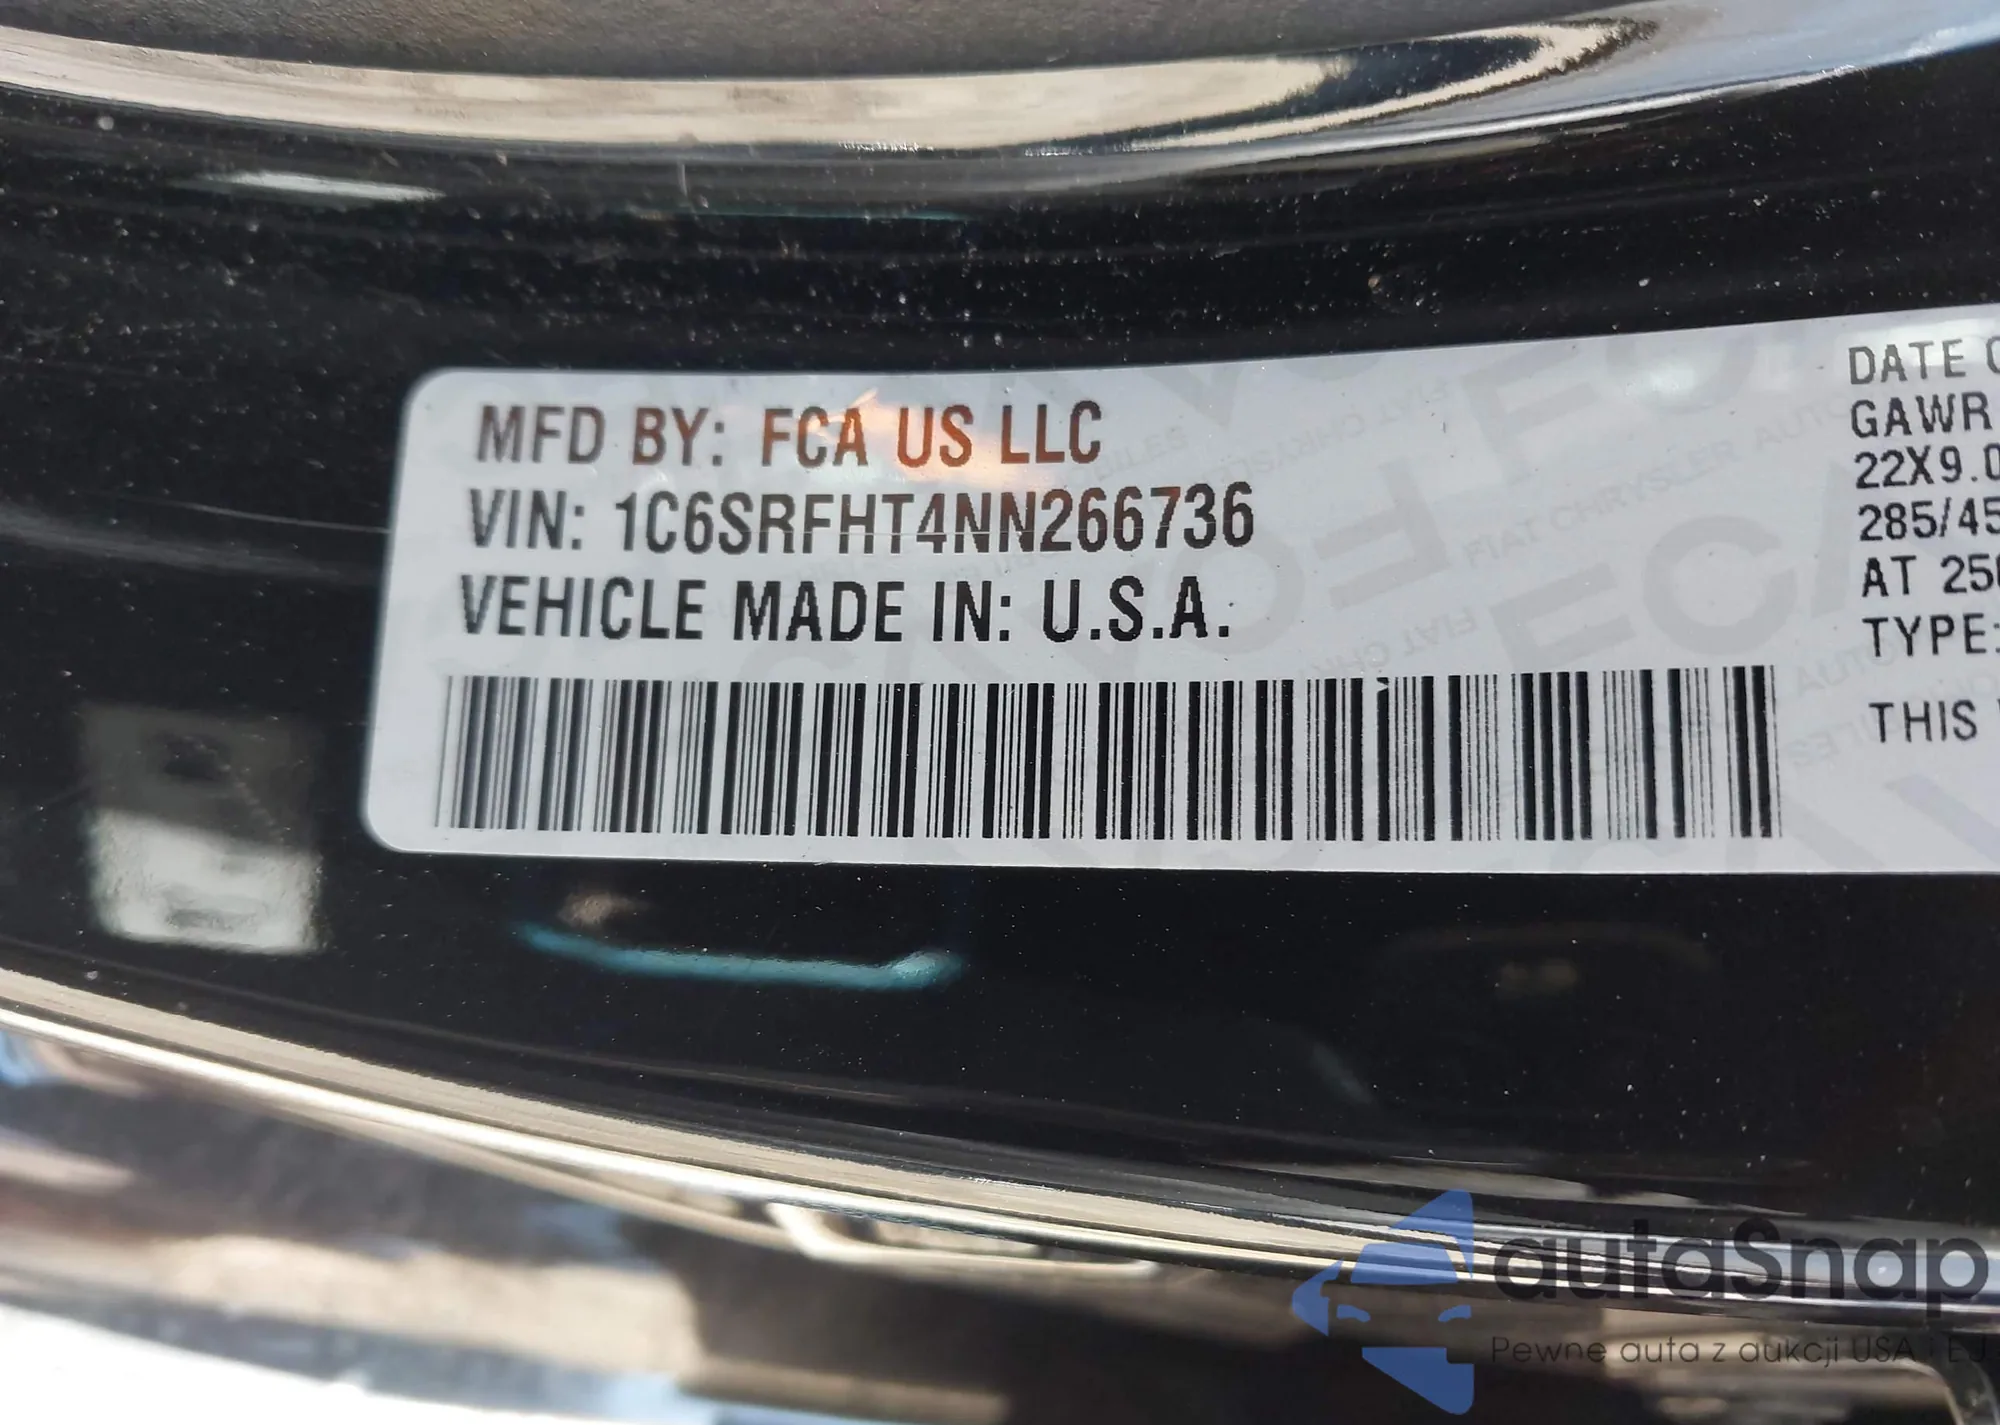 MFD BY: FCA US LLC
VIN: 1C6SRFHT4NN266736
VEHICLE MADE IN: U.S.A.
DATE
GAWR
22X9.0
285/45
AT
TYPE:
THIS
autoSnap
Pewne auta z aukcji USA i EU